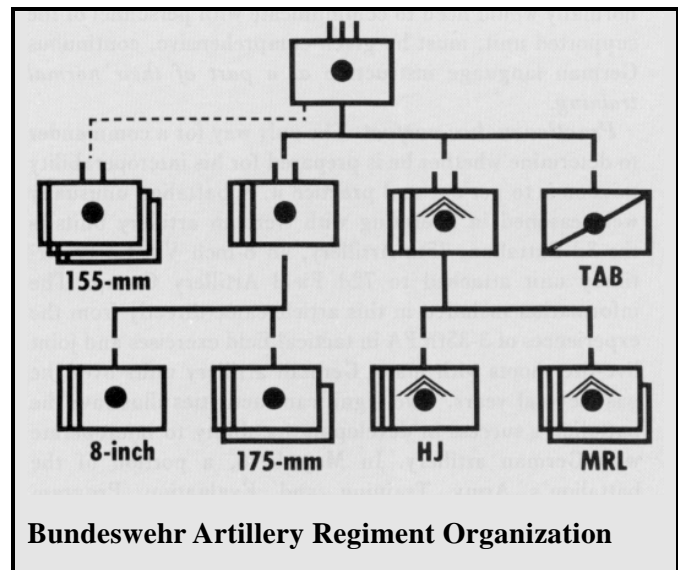 155-mm
TAB
8-inch
175-mm
HJ
MRL
Bundeswehr Artillery Regiment Organization